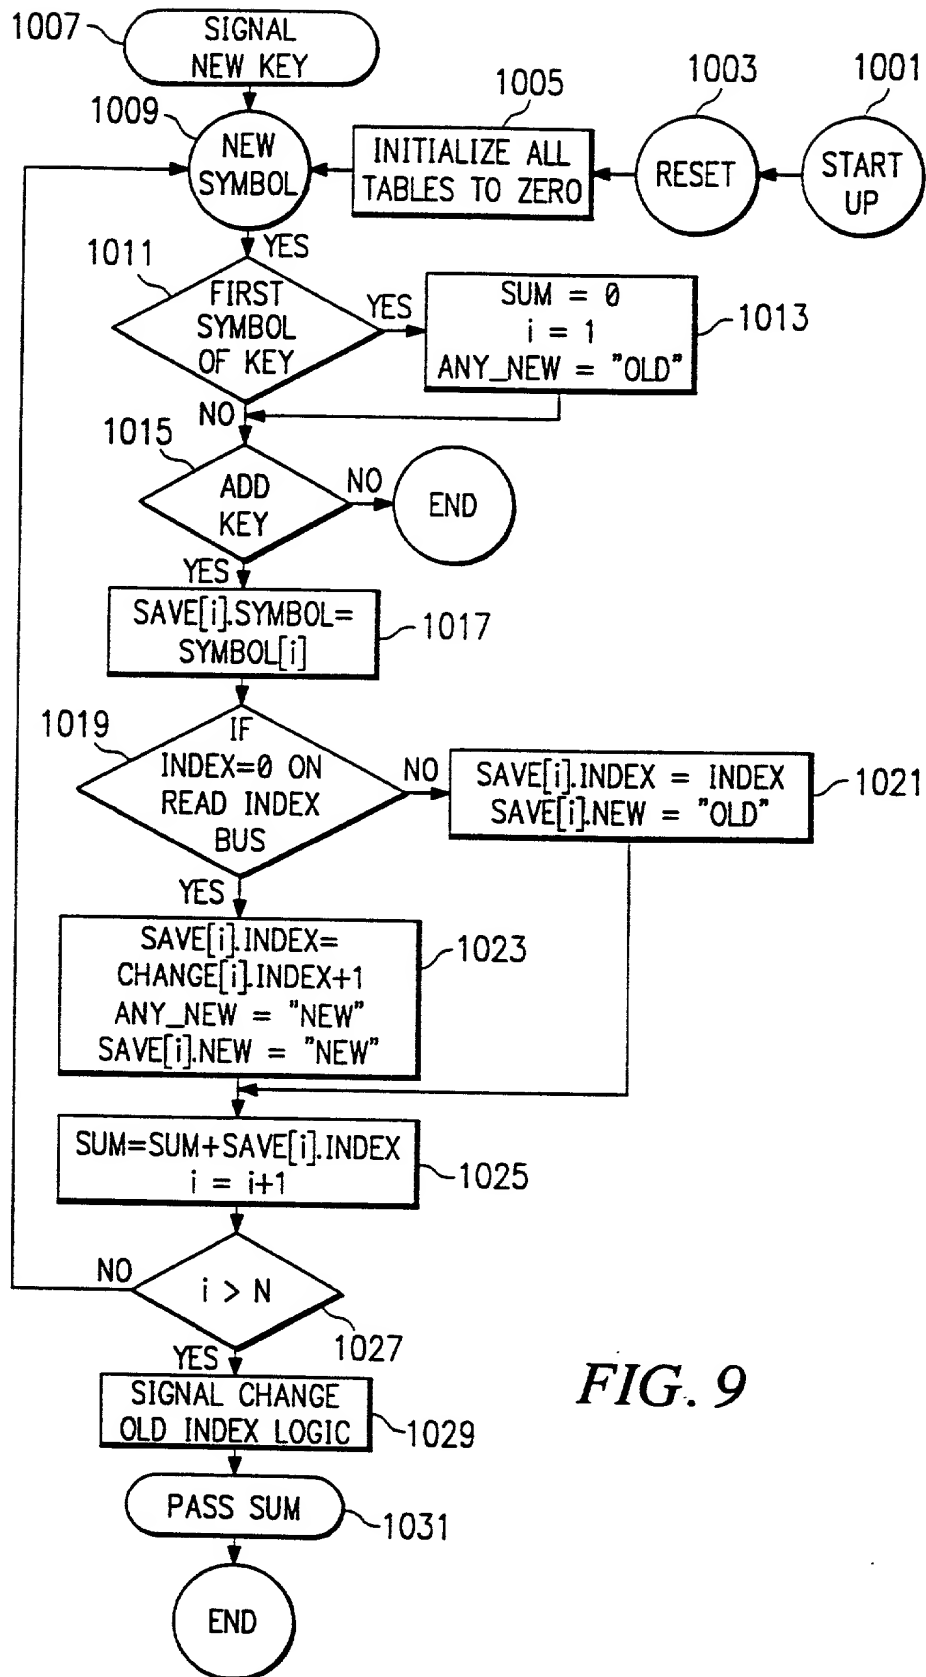 1007
SIGNAL
NEW KEY
1009
NEW
SYMBOL
1005
INITIALIZE ALL
TABLES TO ZERO
1003
RESET
1001
START
UP
YES
1011
FIRST
SYMBOL
OF KEY
YES
SUM = 0
i = 1
ANY_NEW = "OLD"
1013
NO
1015
ADD
KEY
NO
END
YES
SAVE[i].SYMBOL=
SYMBOL[i]
1017
1019
IF
INDEX=0 ON
READ INDEX
BUS
NO
SAVE[i].INDEX = INDEX
SAVE[i].NEW = "OLD"
1021
YES
SAVE[i].INDEX=
CHANGE[i].INDEX+1
ANY_NEW = "NEW"
SAVE[i].NEW = "NEW"
1023
SUM=SUM+SAVE[i].INDEX
i = i+1
1025
NO
i > N
1027
YES
SIGNAL CHANGE
OLD INDEX LOGIC
1029
PASS SUM
1031
END
FIG. 9